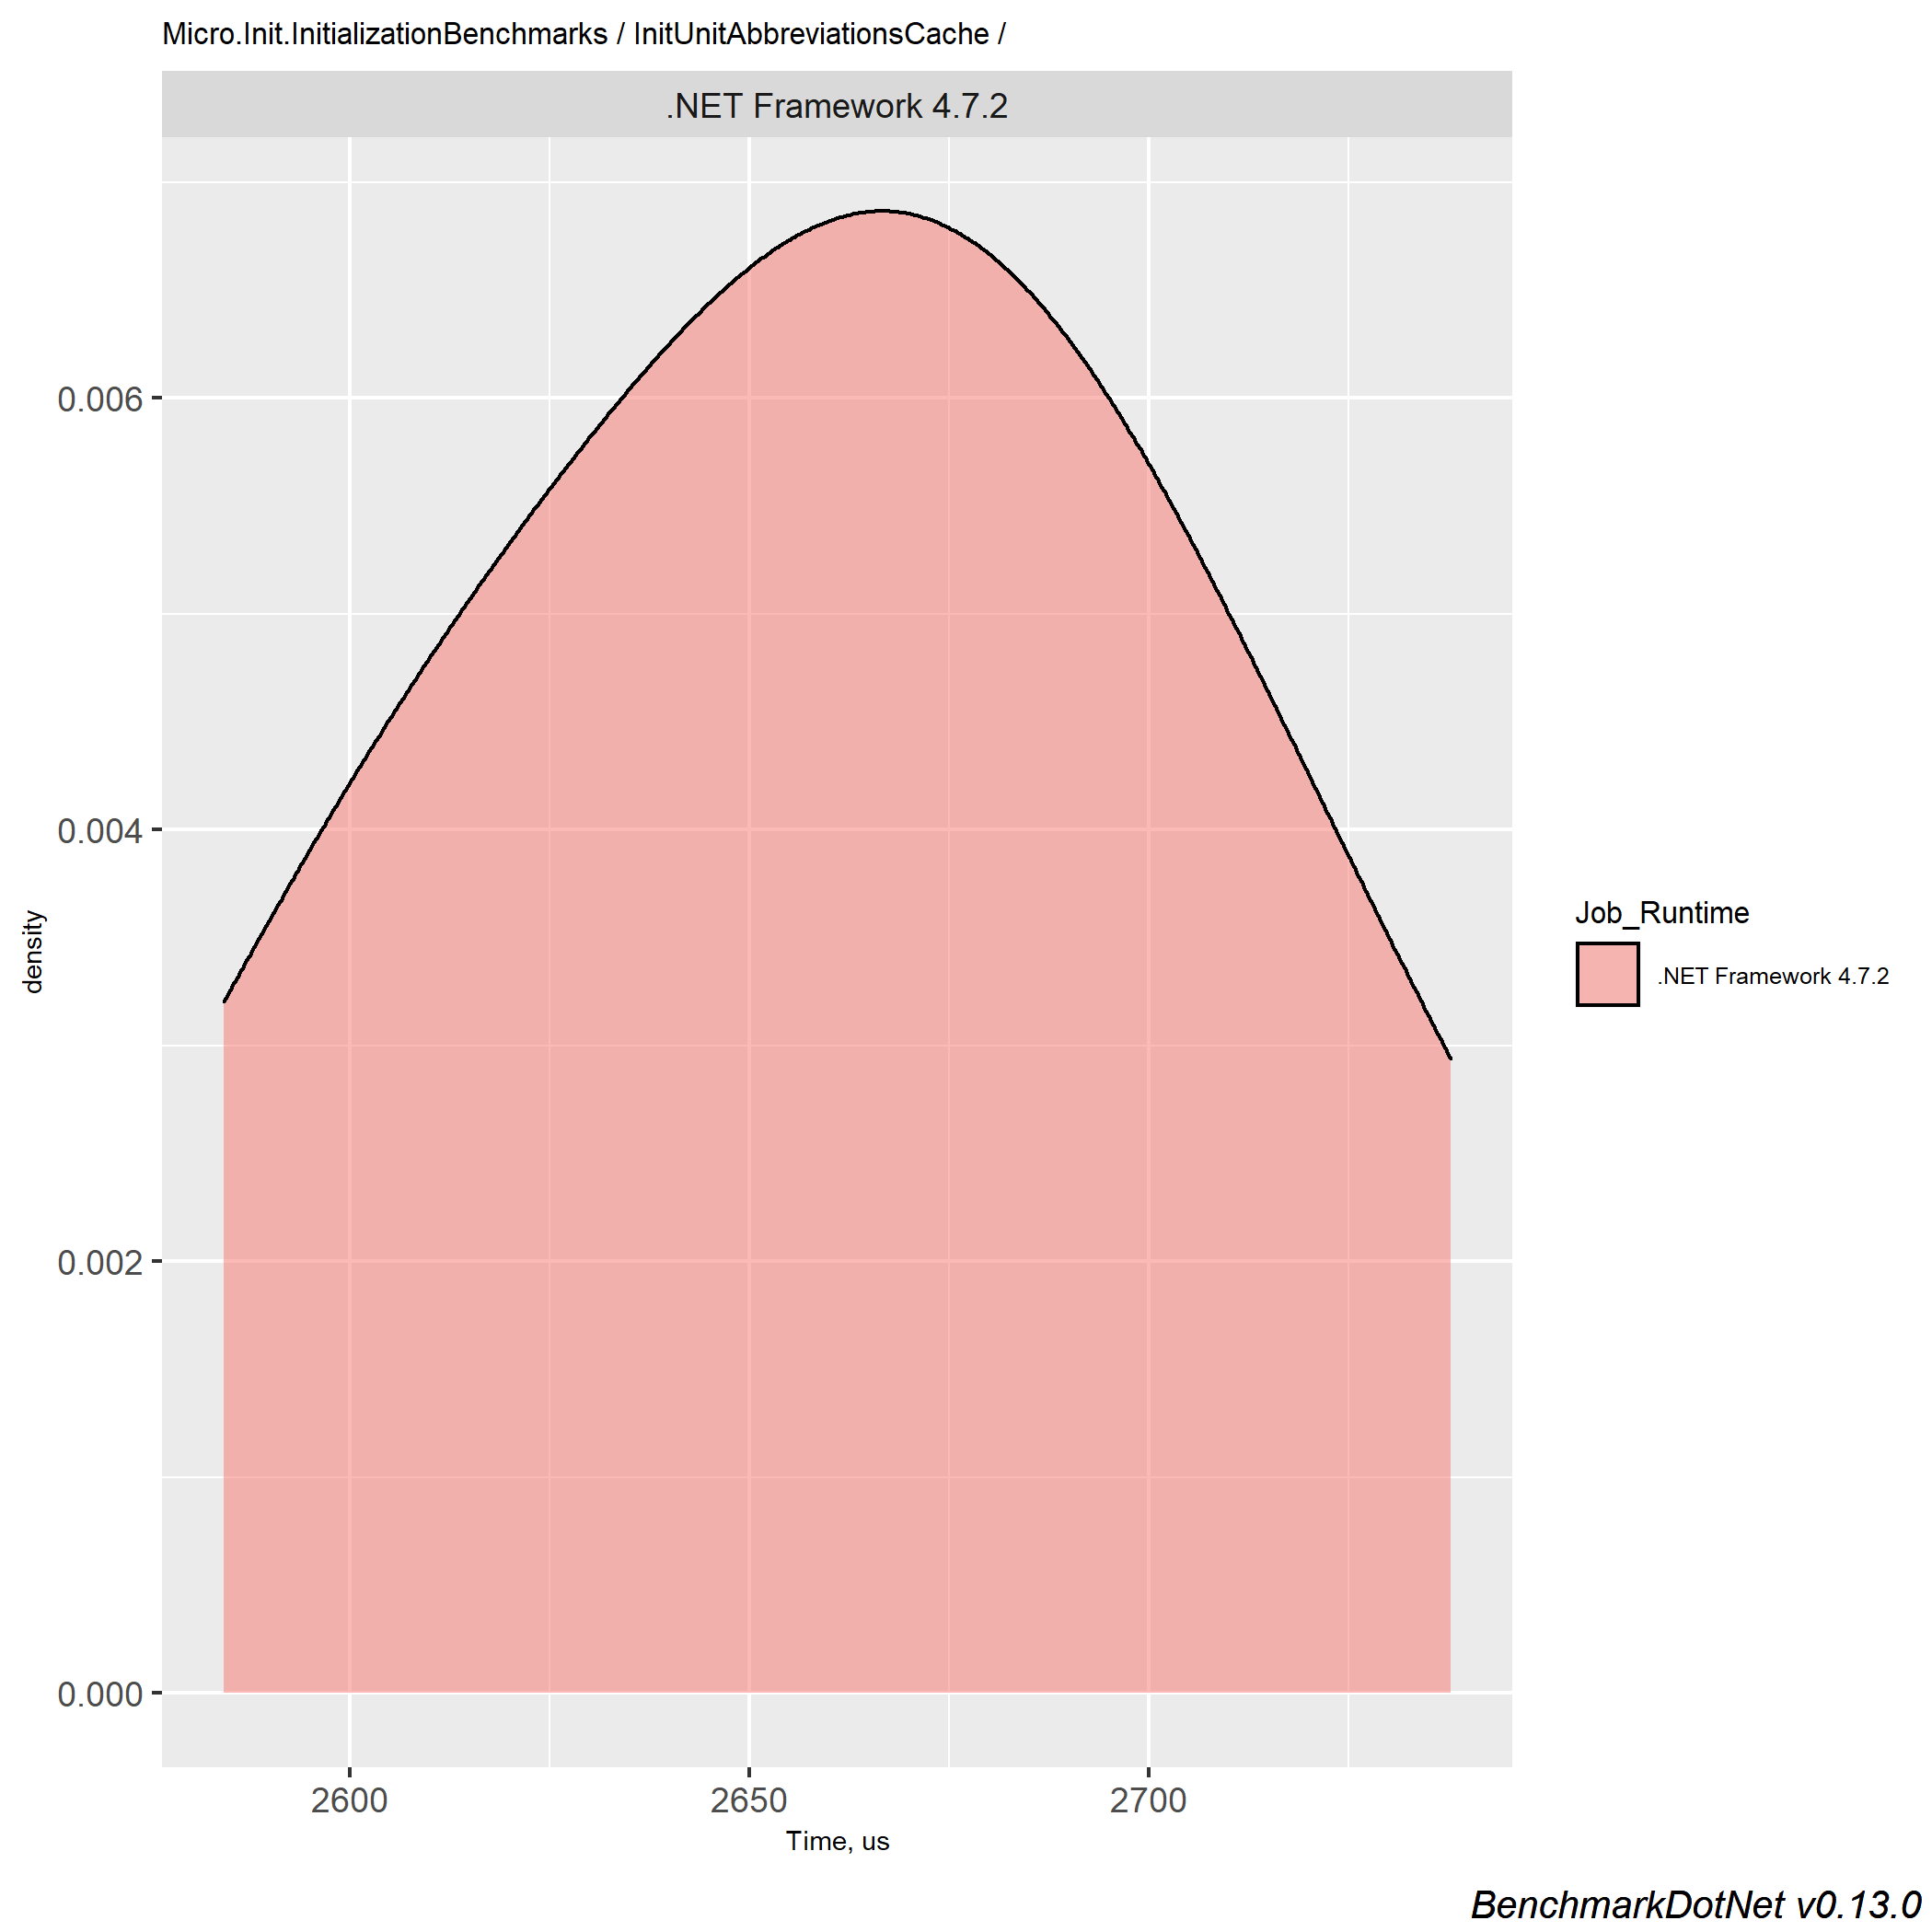 Micro.Init.InitializationBenchmarks / InitUnitAbbreviationsCache /
.NET Framework 4.7.2
0.006
0.004
0.002
0.000
density
2600
2650
2700
Time, us
Job_Runtime
.NET Framework 4.7.2
BenchmarkDotNet v0.13.0